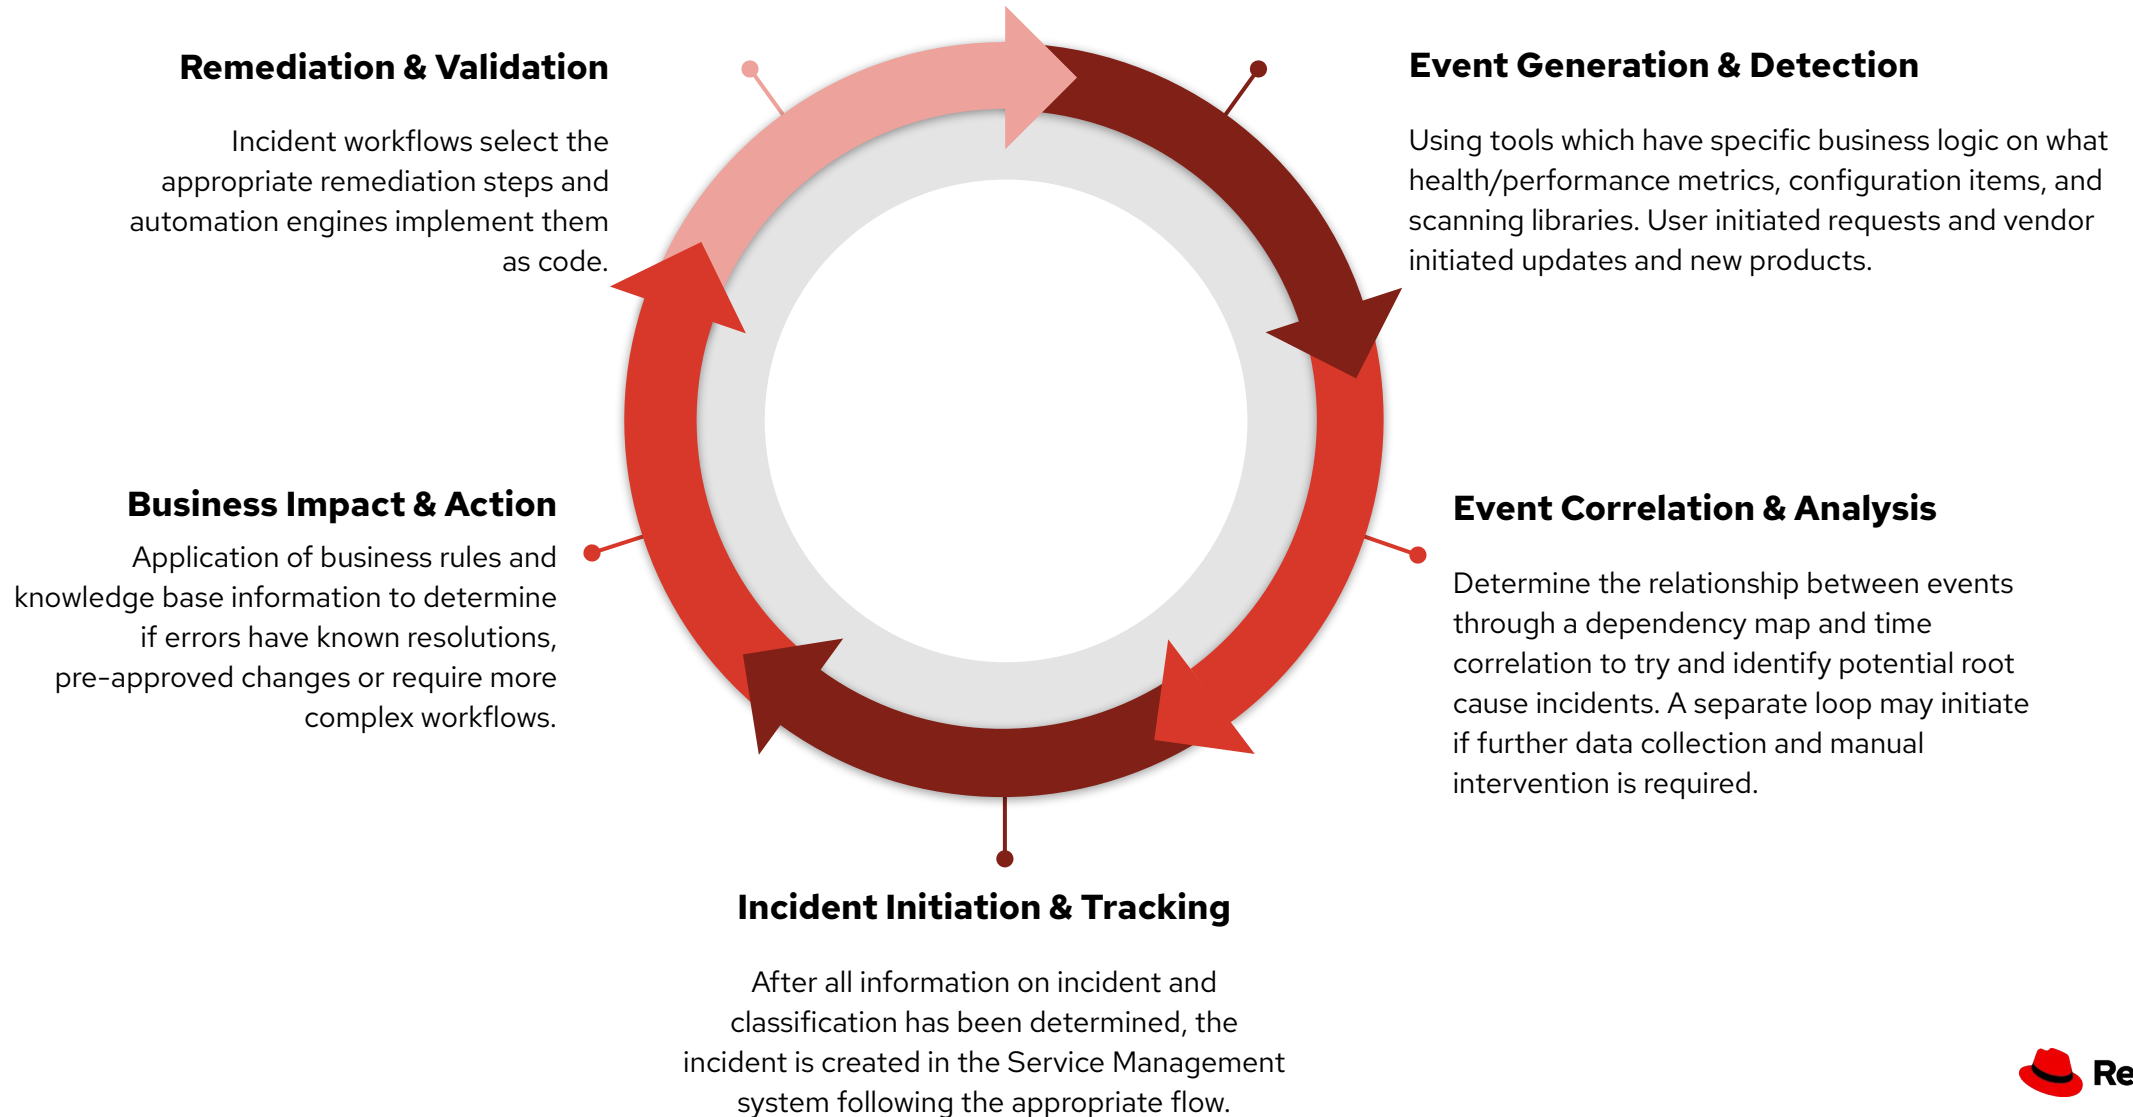 Remediation & Validation
Incident workflows select the
appropriate remediation steps and
automation engines implement them
as code.
Event Generation & Detection
Using tools which have specific business logic on what
health/performance metrics, configuration items, and
scanning libraries. User initiated requests and vendor
initiated updates and new products.
Business Impact & Action
Application of business rules and
knowledge base information to determine
if errors have known resolutions,
pre-approved changes or require more
complex workflows.
Event Correlation & Analysis
Determine the relationship between events
through a dependency map and time
correlation to try and identify potential root
cause incidents. A separate loop may initiate
if further data collection and manual
intervention is required.
Incident Initiation & Tracking
After all information on incident and
classification has been determined, the
incident is created in the Service Management
system following the appropriate flow.
Re